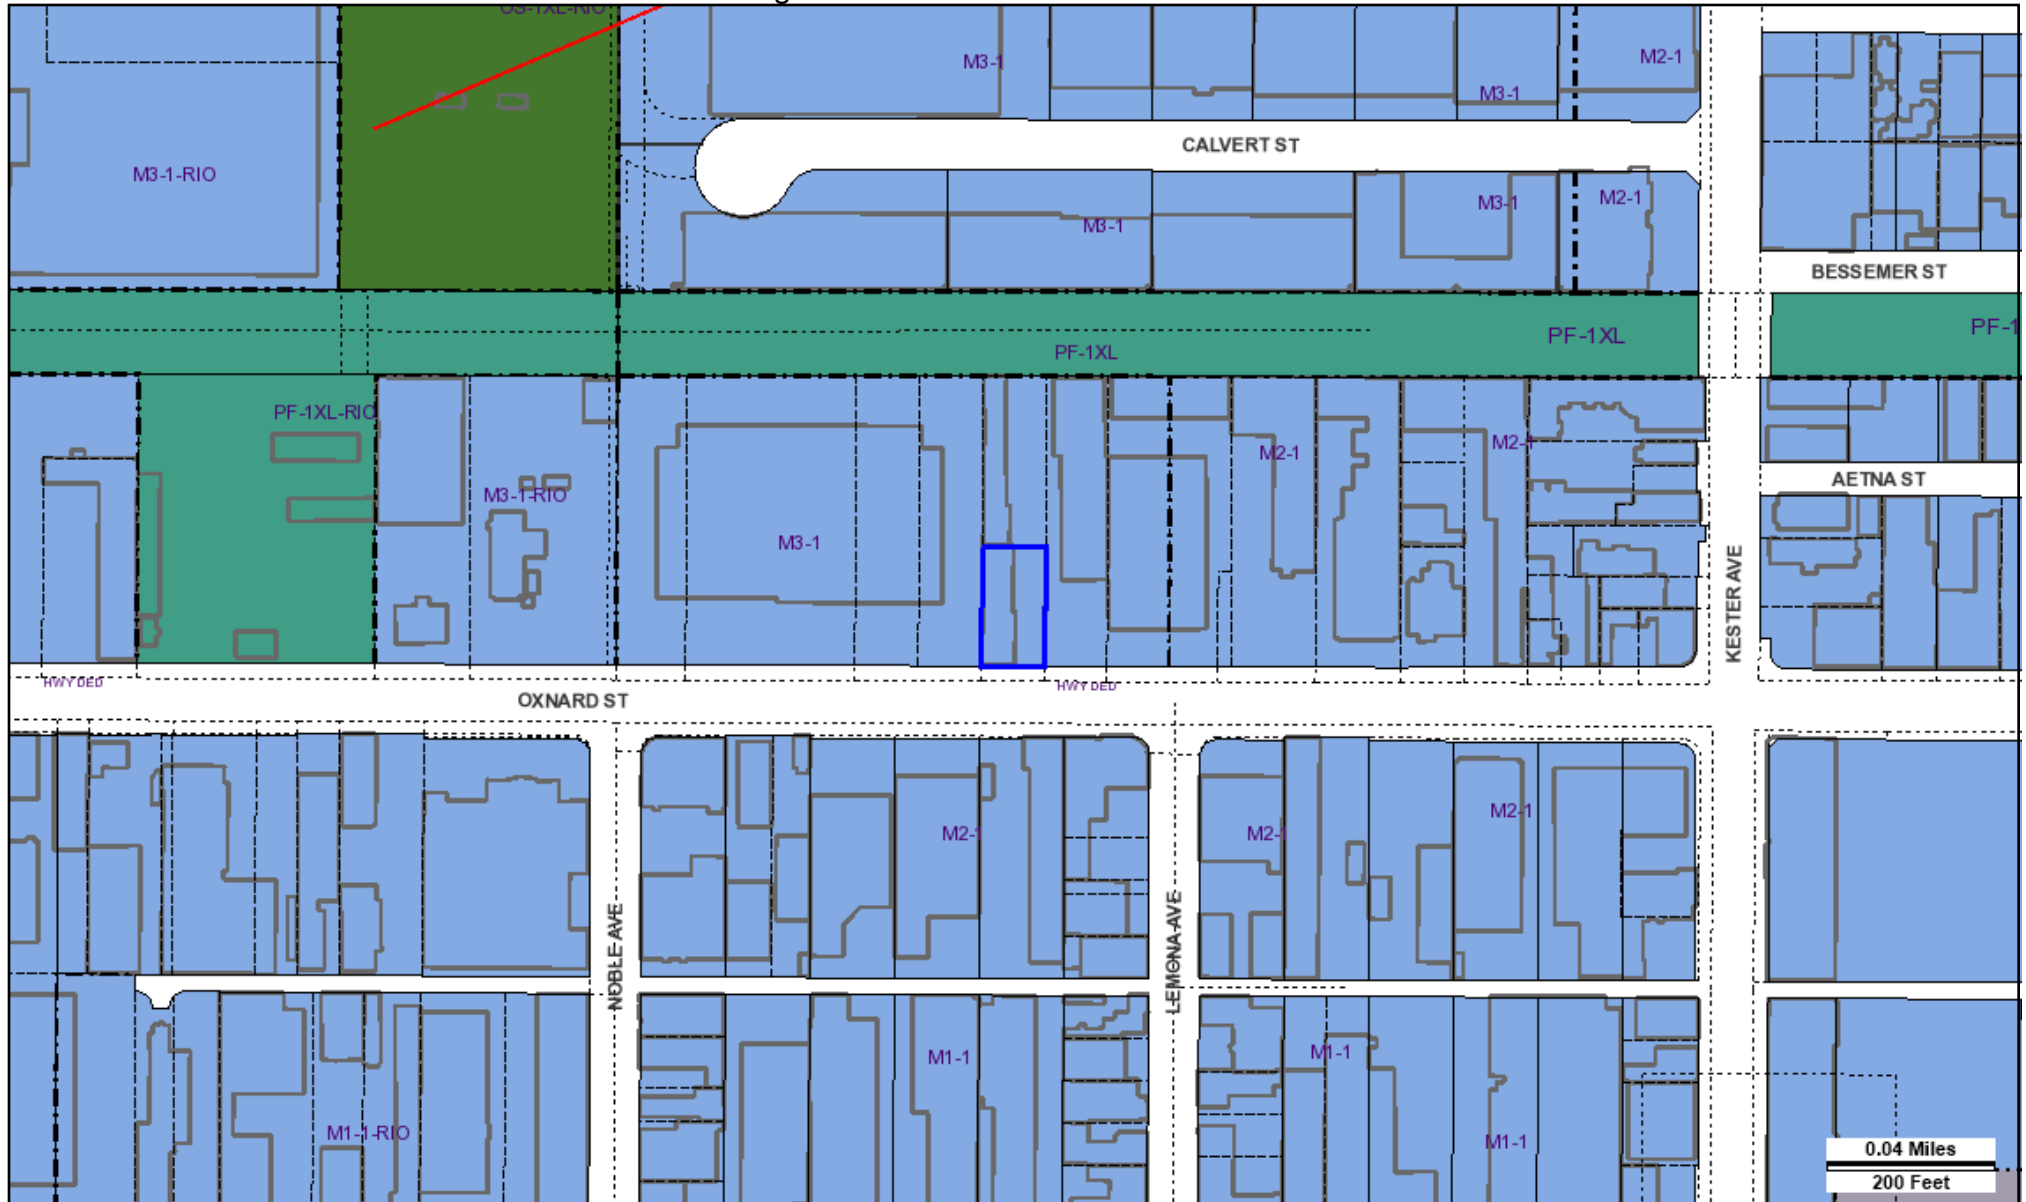 OS-1XL-RIO
M3-1
M2-1
M3-1
CALVERT ST
M3-1-RIO
M3-1
M2-1
M3-1
BESSEMER ST
PF-1
PF-1XL
PF-1XL
PF-1XL-RIO
M2-1
M2-1
AETNA ST
M3-1-RIO
M3-1
KESTER AVE
HWY DED
HWY DED
OXNARD ST
M2-1
M2-
M2-1
NOBLE AVE
LEMONA AVE
M1-1
M1-1
M1-1-RIO
M1-1
0.04 Miles
200 Feet